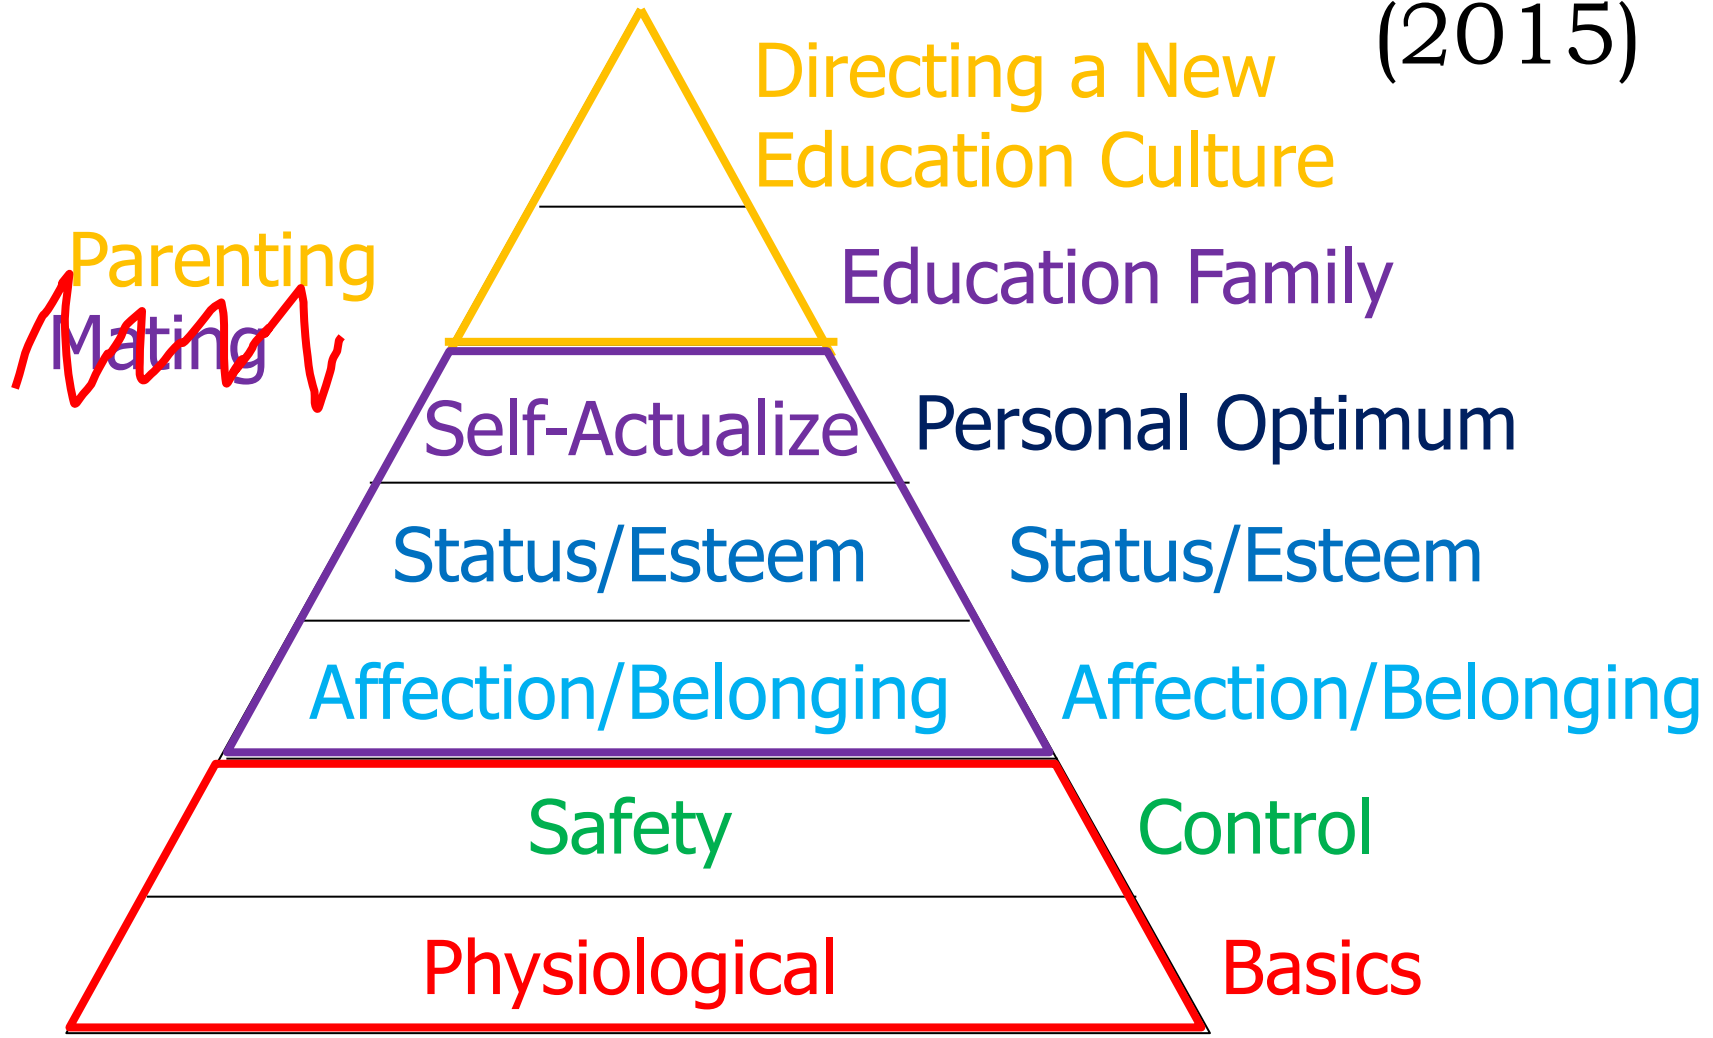 (2015)
Directing a New
Education Culture
Parenting
Mating
Education Family
Self-Actualize
Personal Optimum
Status/Esteem
Status/Esteem
Affection/Belonging
Affection/Belonging
Safety
Control
Physiological
Basics